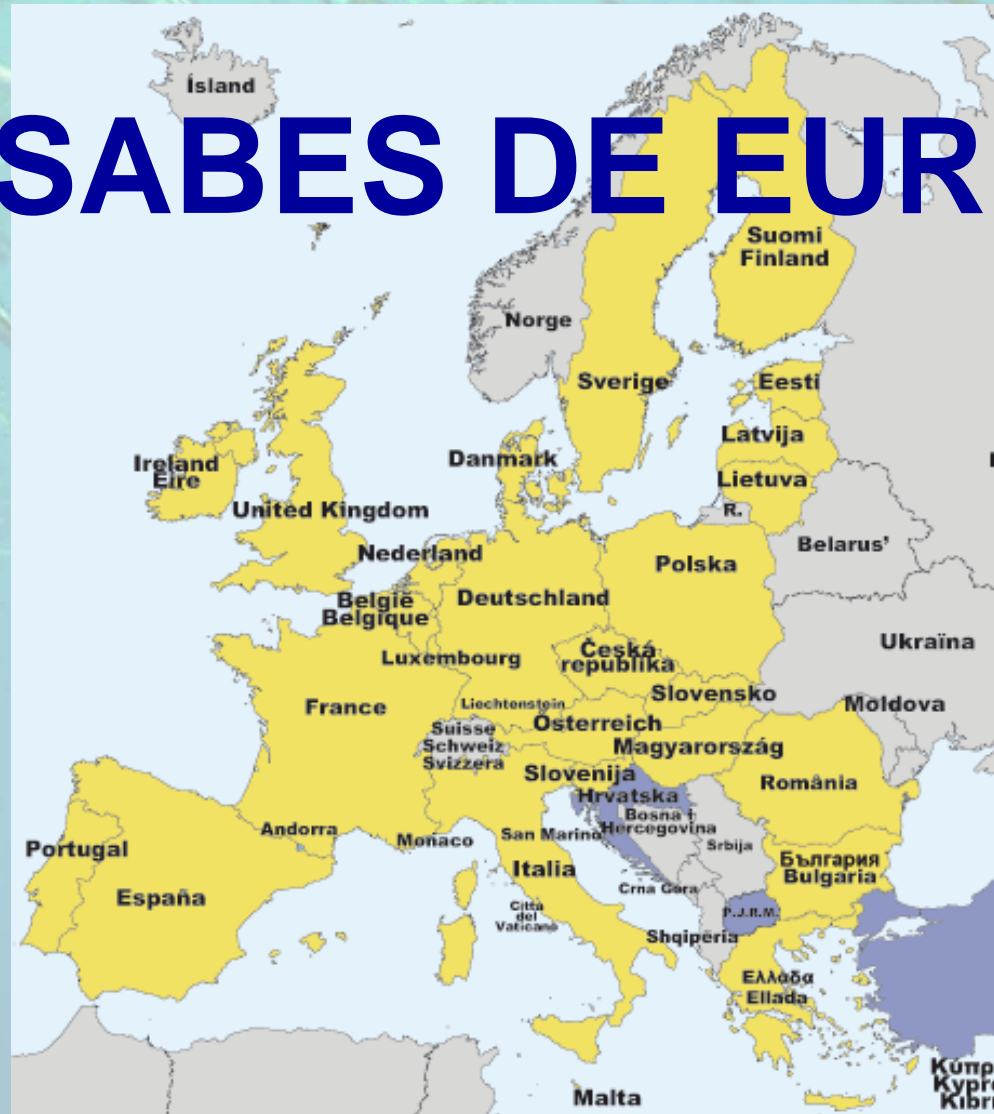 Ísland
SABES DE EUR
Suomi
Finland
Norge
Sverige
Eesti
Latvija
Danmark
Ireland
Éire
Lietuva
R.
United Kingdom
Belarus’
Nederland
Polska
België
Belgique
Deutschland
Ukraïna
Česká
republika
Luxembourg
Slovensko
Liechtenstein
Moldova
France
Österreich
Suisse
Schweiz
Svizzera
Magyarország
Slovenija
România
Hrvatska
Bosna i
Hercegovina
Andorra
Monaco
San Marino
Srbija
Portugal
България
Bulgaria
Italia
España
Crna Gora
Città
del
Vaticano
P.J.R.M.
Shqipëria
Ελλάδα
Ellada
Κύπρ
Kypro
Kıbrı
Malta